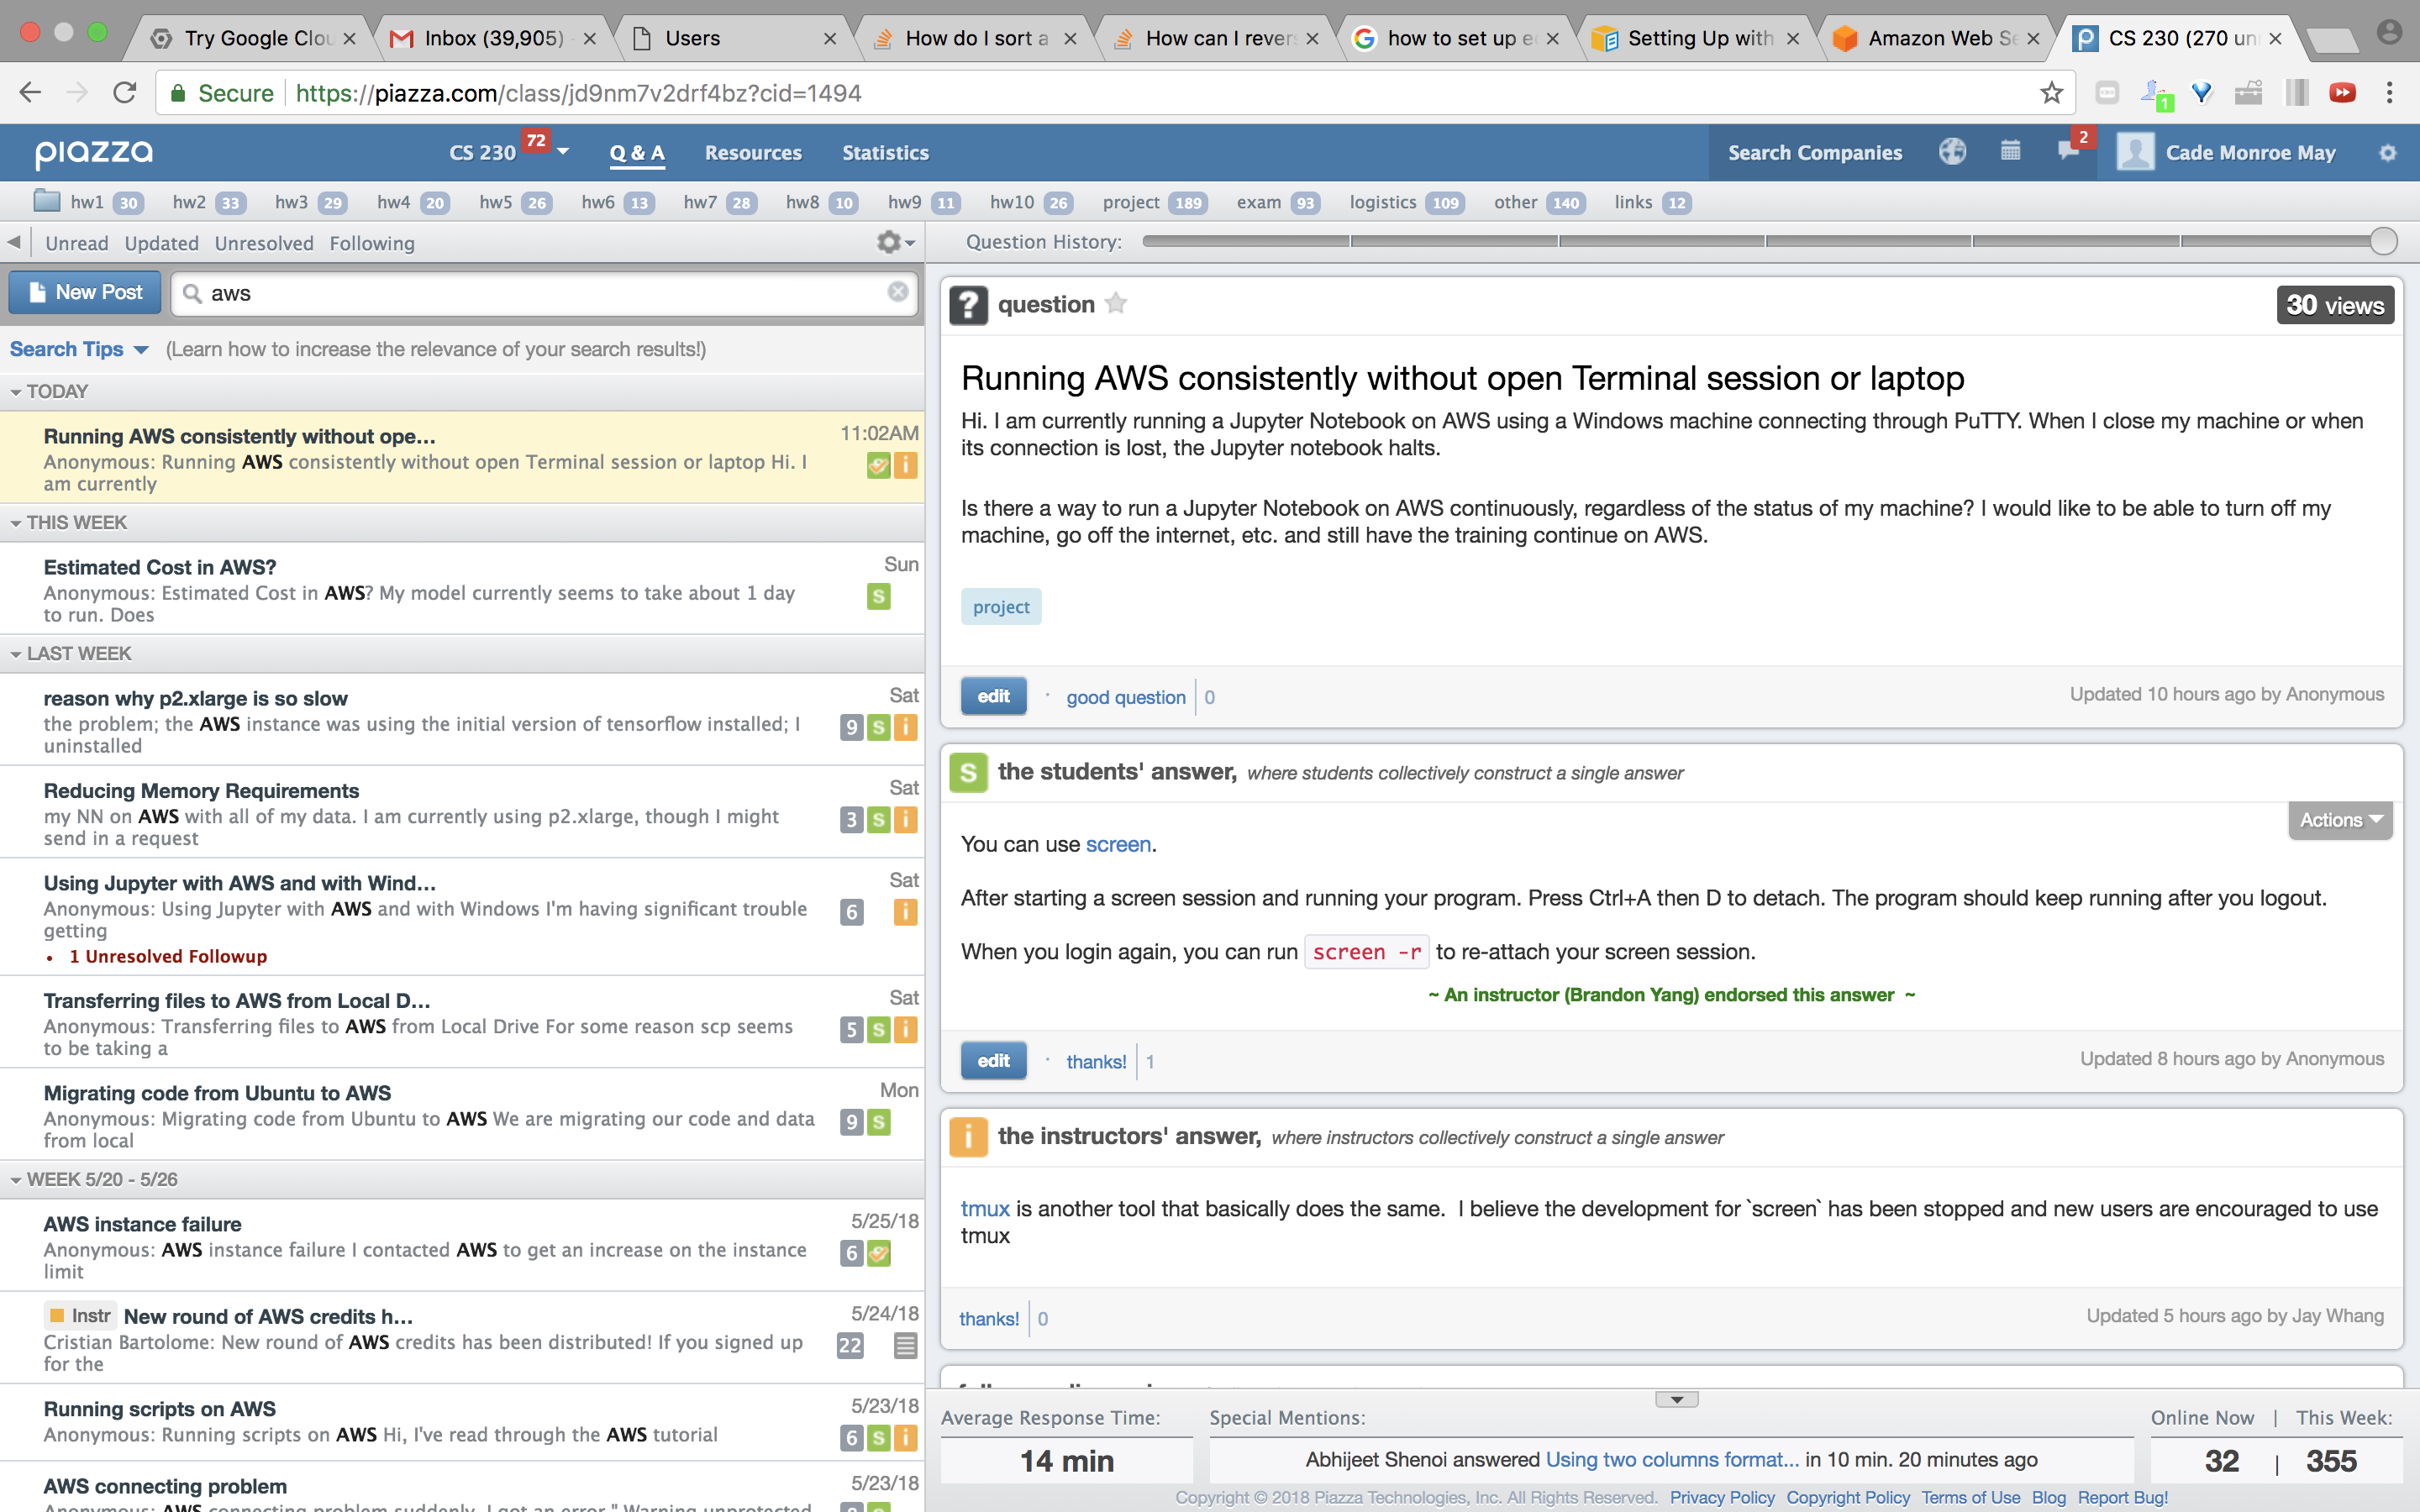 Try Google Clou
Inbox (39,905)
Users
How do I sort a
How can I rever
how to set up e
Setting Up with
Amazon Web Se
CS 230 (270 un
Secure https://piazza.com/class/jd9nm7v2drf4bz?cid=1494
1
piazza
CS 230 72 Q & A Resources Statistics Search Companies 2 Cade Monroe May
hw1 30 hw2 33 hw3 29 hw4 20 hw5 26 hw6 13 hw7 28 hw8 10 hw9 11 hw10 26 project 189 exam 93 logistics 109 other 140 links 12
Unread Updated Unresolved Following
New Post aws
Search Tips (Learn how to increase the relevance of your search results!)
TODAY
Running AWS consistently without ope... 11:02AM
Anonymous: Running AWS consistently without open Terminal session or laptop Hi. I i
am currently
THIS WEEK
Estimated Cost in AWS? Sun
Anonymous: Estimated Cost in AWS? My model currently seems to take about 1 day S
to run. Does
LAST WEEK
reason why p2.xlarge is so slow Sat
the problem; the AWS instance was using the initial version of tensorflow installed; I 9 S i
uninstalled
Reducing Memory Requirements Sat
my NN on AWS with all of my data. I am currently using p2.xlarge, though I might 3 S i
send in a request
Using Jupyter with AWS and with Wind... Sat
Anonymous: Using Jupyter with AWS and with Windows I'm having significant trouble 6 i
getting
• 1 Unresolved Followup
Transferring files to AWS from Local D... Sat
Anonymous: Transferring files to AWS from Local Drive For some reason scp seems 5 S i
to be taking a
Migrating code from Ubuntu to AWS Mon
Anonymous: Migrating code from Ubuntu to AWS We are migrating our code and data 9 S
from local
WEEK 5/20 - 5/26
AWS instance failure 5/25/18
Anonymous: AWS instance failure I contacted AWS to get an increase on the instance 6
limit
Instr New round of AWS credits h... 5/24/18
Cristian Bartolome: New round of AWS credits has been distributed! If you signed up 22
for the
Running scripts on AWS 5/23/18
Anonymous: Running scripts on AWS Hi, I've read through the AWS tutorial 6 S i
AWS connecting problem 5/23/18
Anonymous: AWS connecting problem suddenly, I got an error " Warning unprotected
Question History:
? question 30 views
Running AWS consistently without open Terminal session or laptop
Hi. I am currently running a Jupyter Notebook on AWS using a Windows machine connecting through PuTTY. When I close my machine or when
its connection is lost, the Jupyter notebook halts.
Is there a way to run a Jupyter Notebook on AWS continuously, regardless of the status of my machine? I would like to be able to turn off my
machine, go off the internet, etc. and still have the training continue on AWS.
project
edit · good question 0 Updated 10 hours ago by Anonymous
S the students' answer, where students collectively construct a single answer
Actions
You can use screen.
After starting a screen session and running your program. Press Ctrl+A then D to detach. The program should keep running after you logout.
When you login again, you can run screen -r to re-attach your screen session.
~ An instructor (Brandon Yang) endorsed this answer ~
edit · thanks! 1 Updated 8 hours ago by Anonymous
i the instructors' answer, where instructors collectively construct a single answer
tmux is another tool that basically does the same. I believe the development for `screen` has been stopped and new users are encouraged to use
tmux
thanks! 0 Updated 5 hours ago by Jay Whang
Average Response Time: Special Mentions: Online Now | This Week:
14 min Abhijeet Shenoi answered Using two columns format... in 10 min. 20 minutes ago 32 | 355
Copyright © 2018 Piazza Technologies, Inc. All Rights Reserved. Privacy Policy Copyright Policy Terms of Use Blog Report Bug!